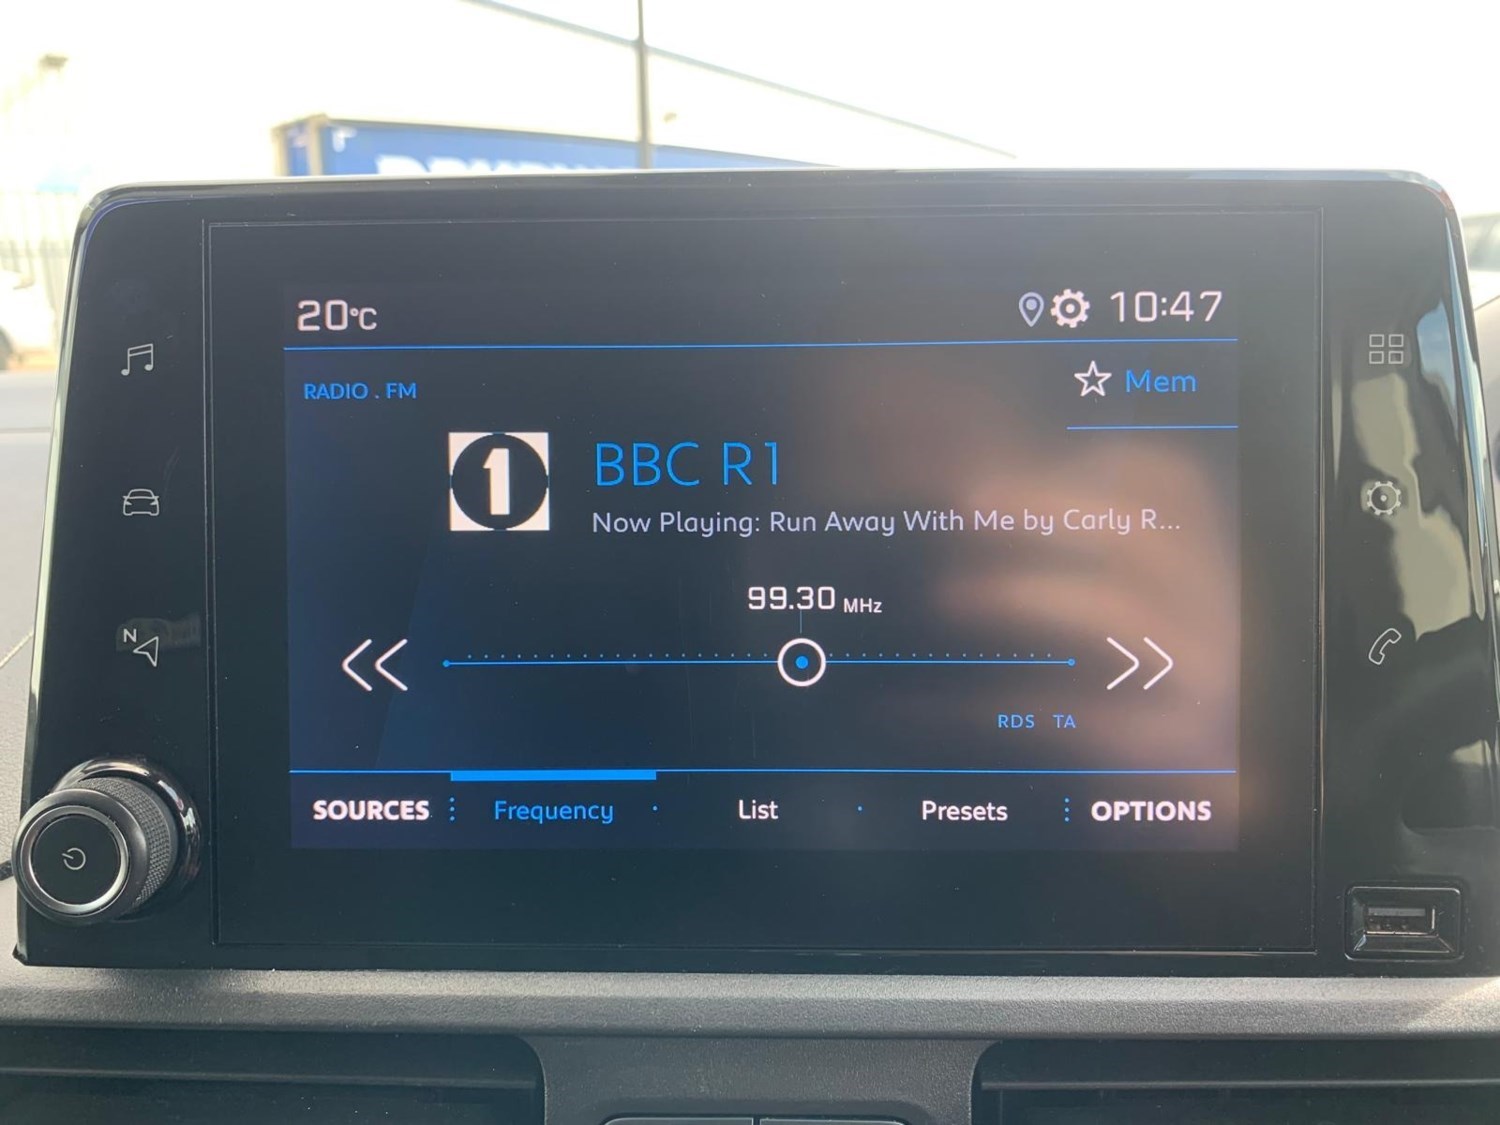 20°C
10:47
RADIO . FM
Mem
1
BBC R1
Now Playing: Run Away With Me by Carly R...
99.30 MHz
RDS TA
SOURCES
Frequency
List
Presets
OPTIONS
N